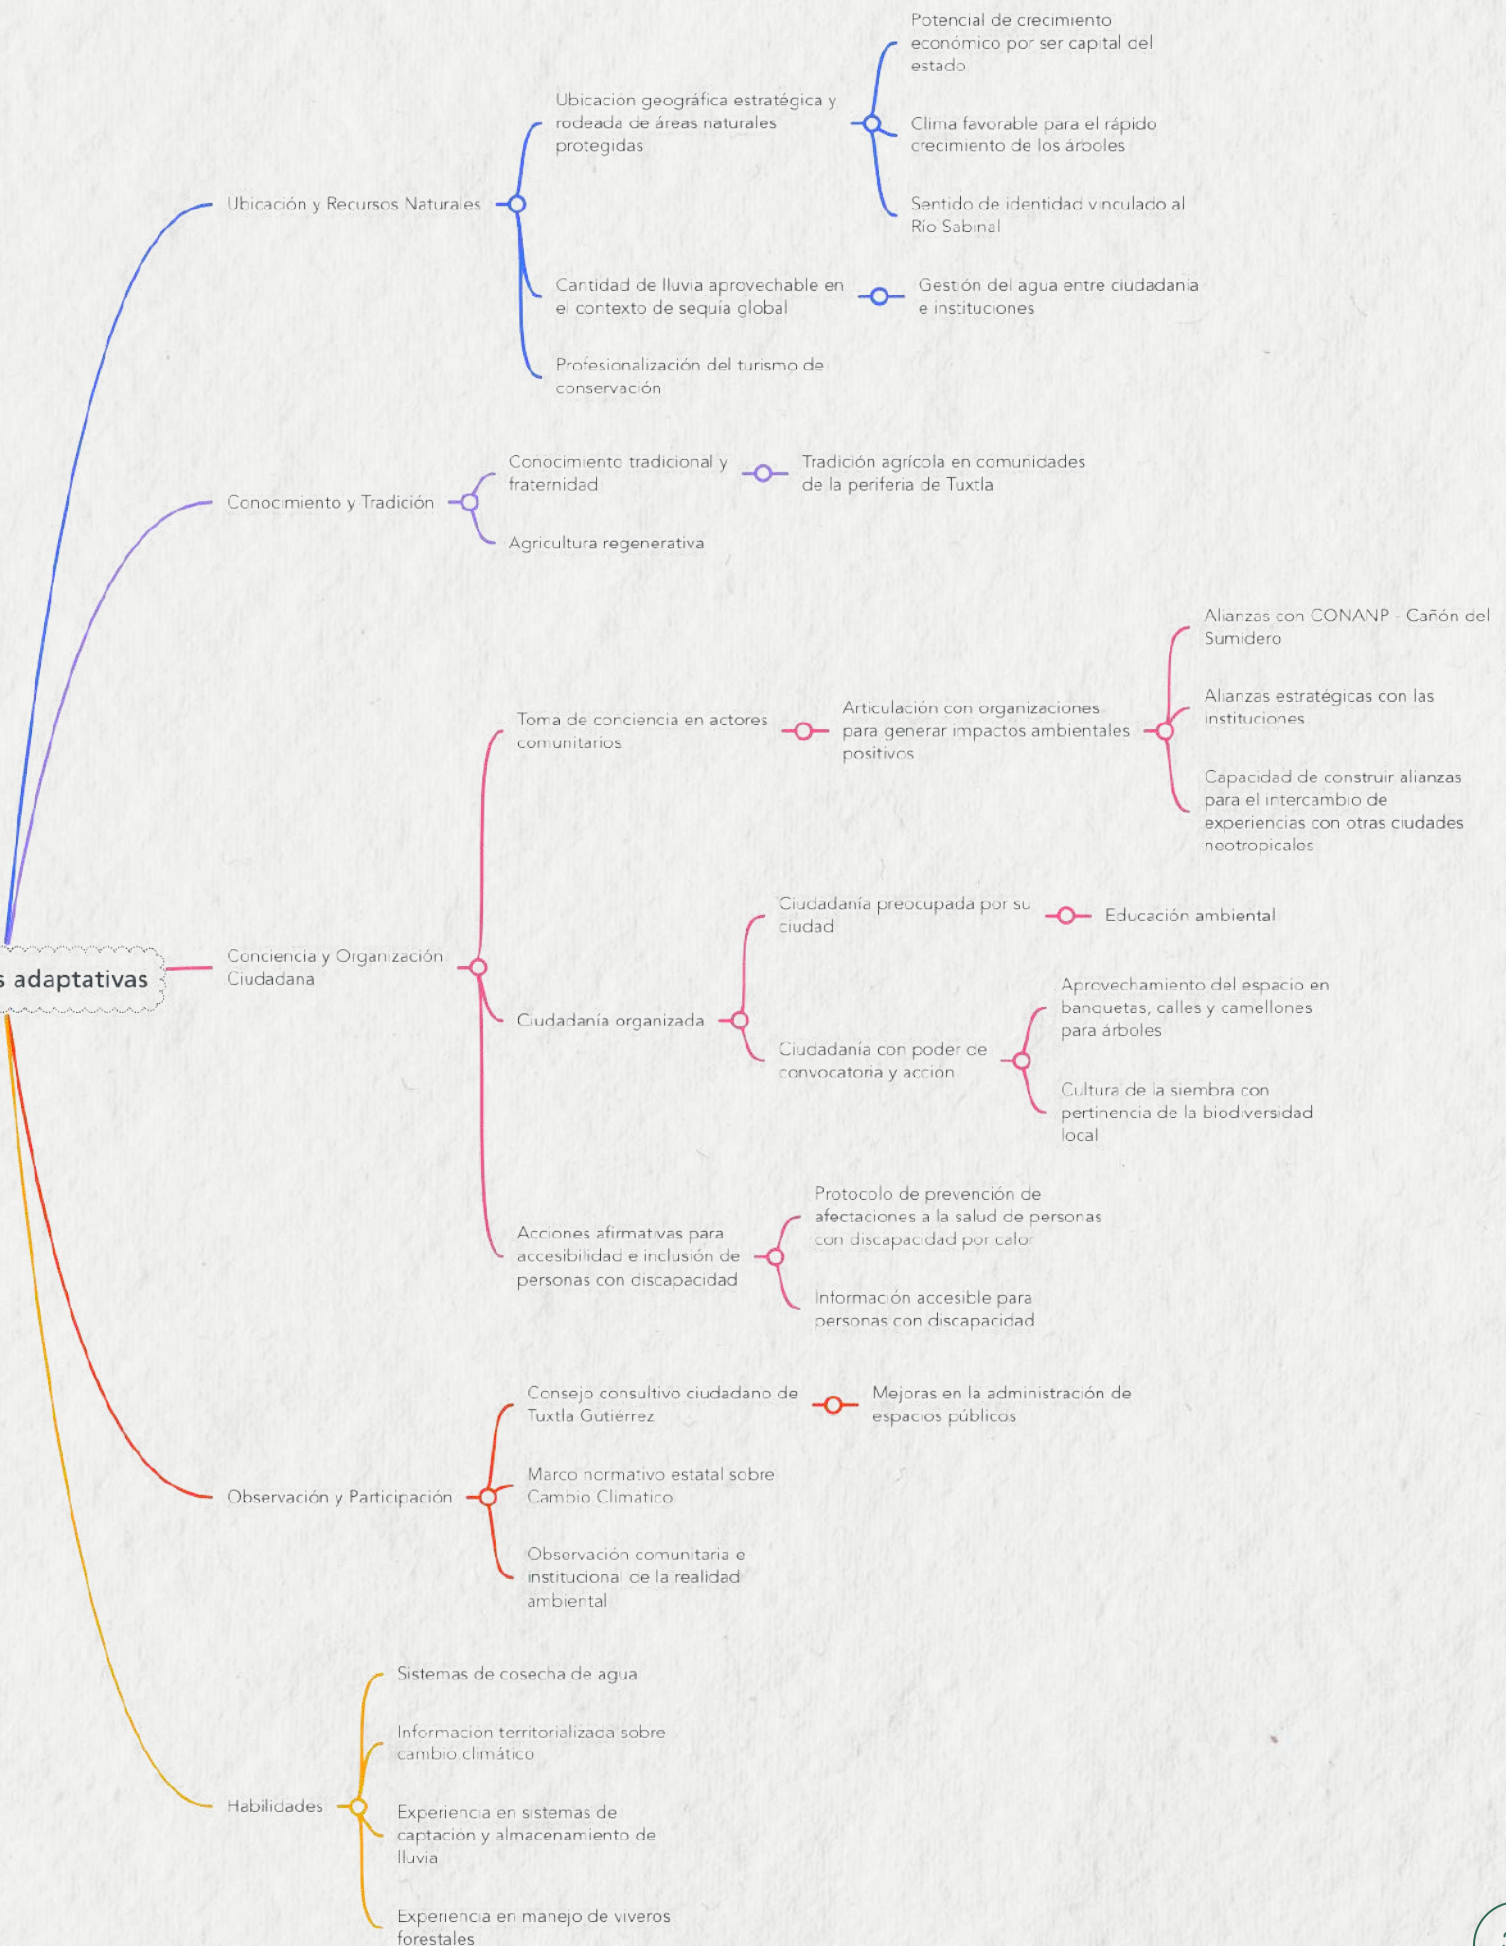 Potencial de crecimiento
económico por ser capital del
estado
Ubicación geográfica estratégica y
rodeada de áreas naturales
protegidas
Clima favorable para el rápido
crecimiento de los árboles
Sentido de identidad vinculado al
Río Sabinal
Ubicación y Recursos Naturales
Cantidad de lluvia aprovechable en
el contexto de sequía global
Gestión del agua entre ciudadanía
e instituciones
Profesionalización del turismo de
conservación
Conocimiento y Tradición
Conocimiento tradicional y
fraternidad
Tradición agrícola en comunidades
de la periferia de Tuxtla
Agricultura regenerativa
s adaptativas
Conciencia y Organización
Ciudadana
Toma de conciencia en actores
comunitarios
Articulación con organizaciones
para generar impactos ambientales
positivos
Alianzas con CONANP - Cañón del
Sumidero
Alianzas estratégicas con las
instituciones
Capacidad de construir alianzas
para el intercambio de
experiencias con otras ciudades
neotropicales
Ciudadanía organizada
Ciudadanía preocupada por su
ciudad
Educación ambiental
Ciudadanía con poder de
convocatoria y acción
Aprovechamiento del espacio en
banquetas, calles y camellones
para árboles
Cultura de la siembra con
pertinencia de la biodiversidad
local
Acciones afirmativas para
accesibilidad e inclusión de
personas con discapacidad
Protocolo de prevención de
afectaciones a la salud de personas
con discapacidad por calor
Información accesible para
personas con discapacidad
Observación y Participación
Consejo consultivo ciudadano de
Tuxtla Gutiérrez
Mejoras en la administración de
espacios públicos
Marco normativo estatal sobre
Cambio Climatico
Observación comunitaria e
institucional de la realidad
ambiental
Habilidades
Sistemas de cosecha de agua
Informacion territorializada sobre
cambio climático
Experiencia en sistemas de
captación y almacenamiento de
lluvia
Experiencia en manejo de viveros
forestales